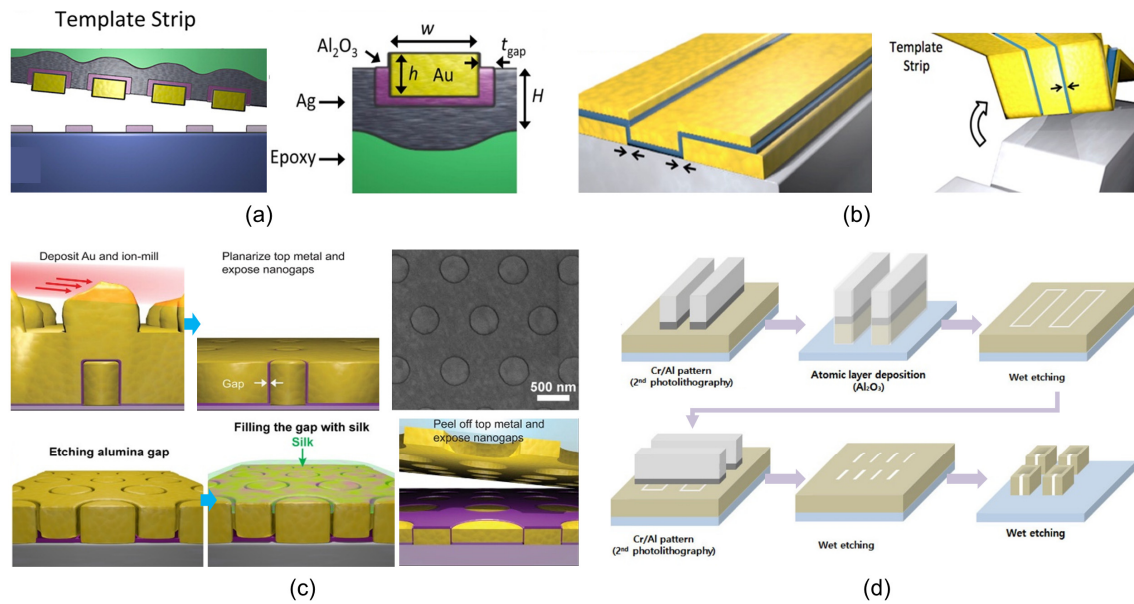 Template Strip
Al₂O₃
w
t gap
h
Au
Ag
H
Epoxy
(a)
Template
Strip
(b)
Deposit Au and ion-mill
Planarize top metal and
expose nanogaps
Gap
500 nm
Etching alumina gap
Filling the gap with silk
Silk
Peel off top metal and
expose nanogaps
(c)
Cr/Al pattern
(2ⁿᵈ photolithography)
Atomic layer deposition
(Al₂O₃)
Wet etching
Cr/Al pattern
(2ⁿᵈ photolithography)
Wet etching
Wet etching
(d)